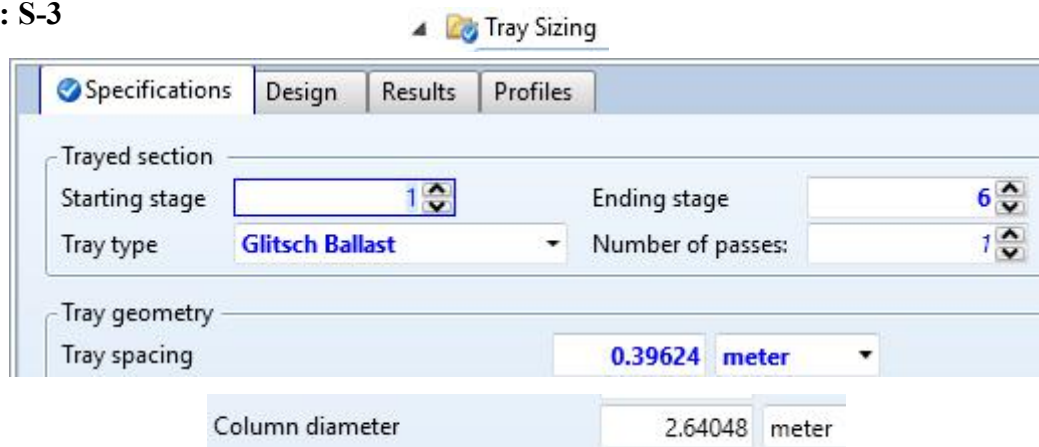 : S-3
Tray Sizing
Specifications Design Results Profiles
Trayed section
Starting stage 1 Ending stage 6
Tray type Glitsch Ballast Number of passes: 1
Tray geometry
Tray spacing 0.39624 meter
Column diameter 2.64048 meter